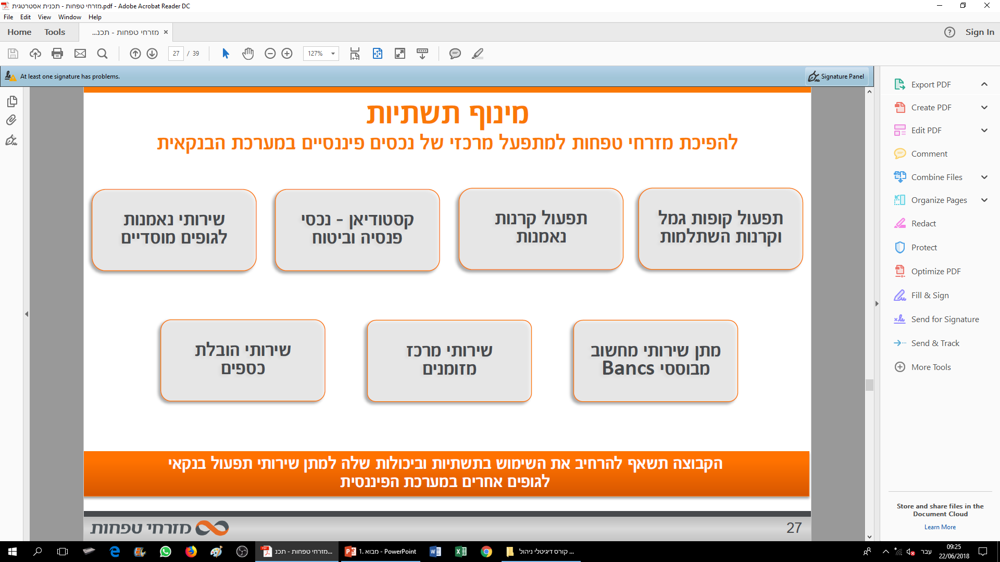 מזרחי טפחות - תכנית אסטרטגית.pdf - Adobe Acrobat Reader DC
File Edit View Window Help
Home Tools מזרחי טפחות - תכנ... × Sign In
27 / 39 127%
At least one signature has problems. Signature Panel
מינוף תשתיות
להפיכת מזרחי טפחות למתפעל מרכזי של נכסים פיננסיים במערכת הבנקאית
תפעול קופות גמל
וקרנות השתלמות
תפעול קרנות
נאמנות
קסטודיאן - נכסי
פנסיה וביטוח
שירותי נאמנות
לגופים מוסדיים
מתן שירותי מחשוב
מבוססי Bancs
שירותי מרכז
מזומנים
שירותי הובלת
כספים
הקבוצה תשאף להרחיב את השימוש בתשתיות וביכולות שלה למתן שירותי תפעול בנקאי
לגופים אחרים במערכת הפיננסית
מזרחי טפחות
27
Export PDF
Create PDF
Edit PDF
Comment
Combine Files
Organize Pages
Redact
Protect
Optimize PDF
Fill & Sign
Send for Signature
Send & Track
More Tools
Store and share files in the
Document Cloud
Learn More
מזרחי טפחות - תכנ...
1. מבוא - PowerPoint
קורס דיגיטלי ניהול ...
עבר
09:25
22/06/2018